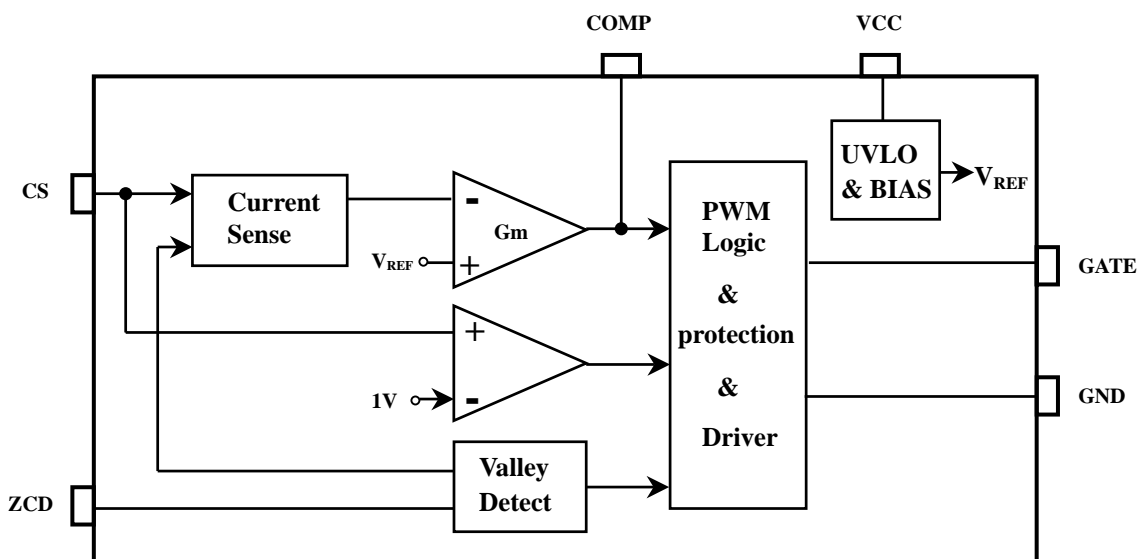 COMP
VCC
UVLO
& BIAS
VREF
CS
Current
Sense
-
Gm
VREF
+
PWM
Logic
&
protection
&
Driver
GATE
+
1V
-
GND
Valley
Detect
ZCD